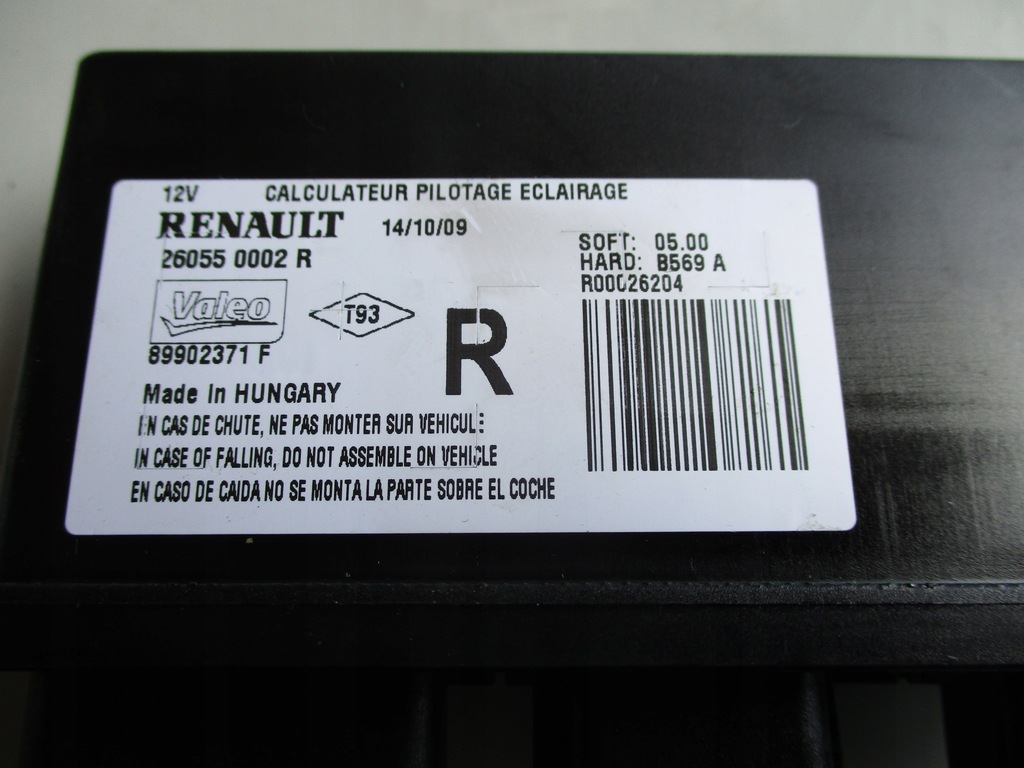 12V CALCULATEUR PILOTAGE ECLAIRAGE
RENAULT 14/10/09
26055 0002 R
SOFT: 05.00
HARD: B569 A
R00026204
Valeo
T93
R
89902371 F
Made In HUNGARY
IN CAS DE CHUTE, NE PAS MONTER SUR VEHICULE
IN CASE OF FALLING, DO NOT ASSEMBLE ON VEHICLE
EN CASO DE CAIDA NO SE MONTA LA PARTE SOBRE EL COCHE